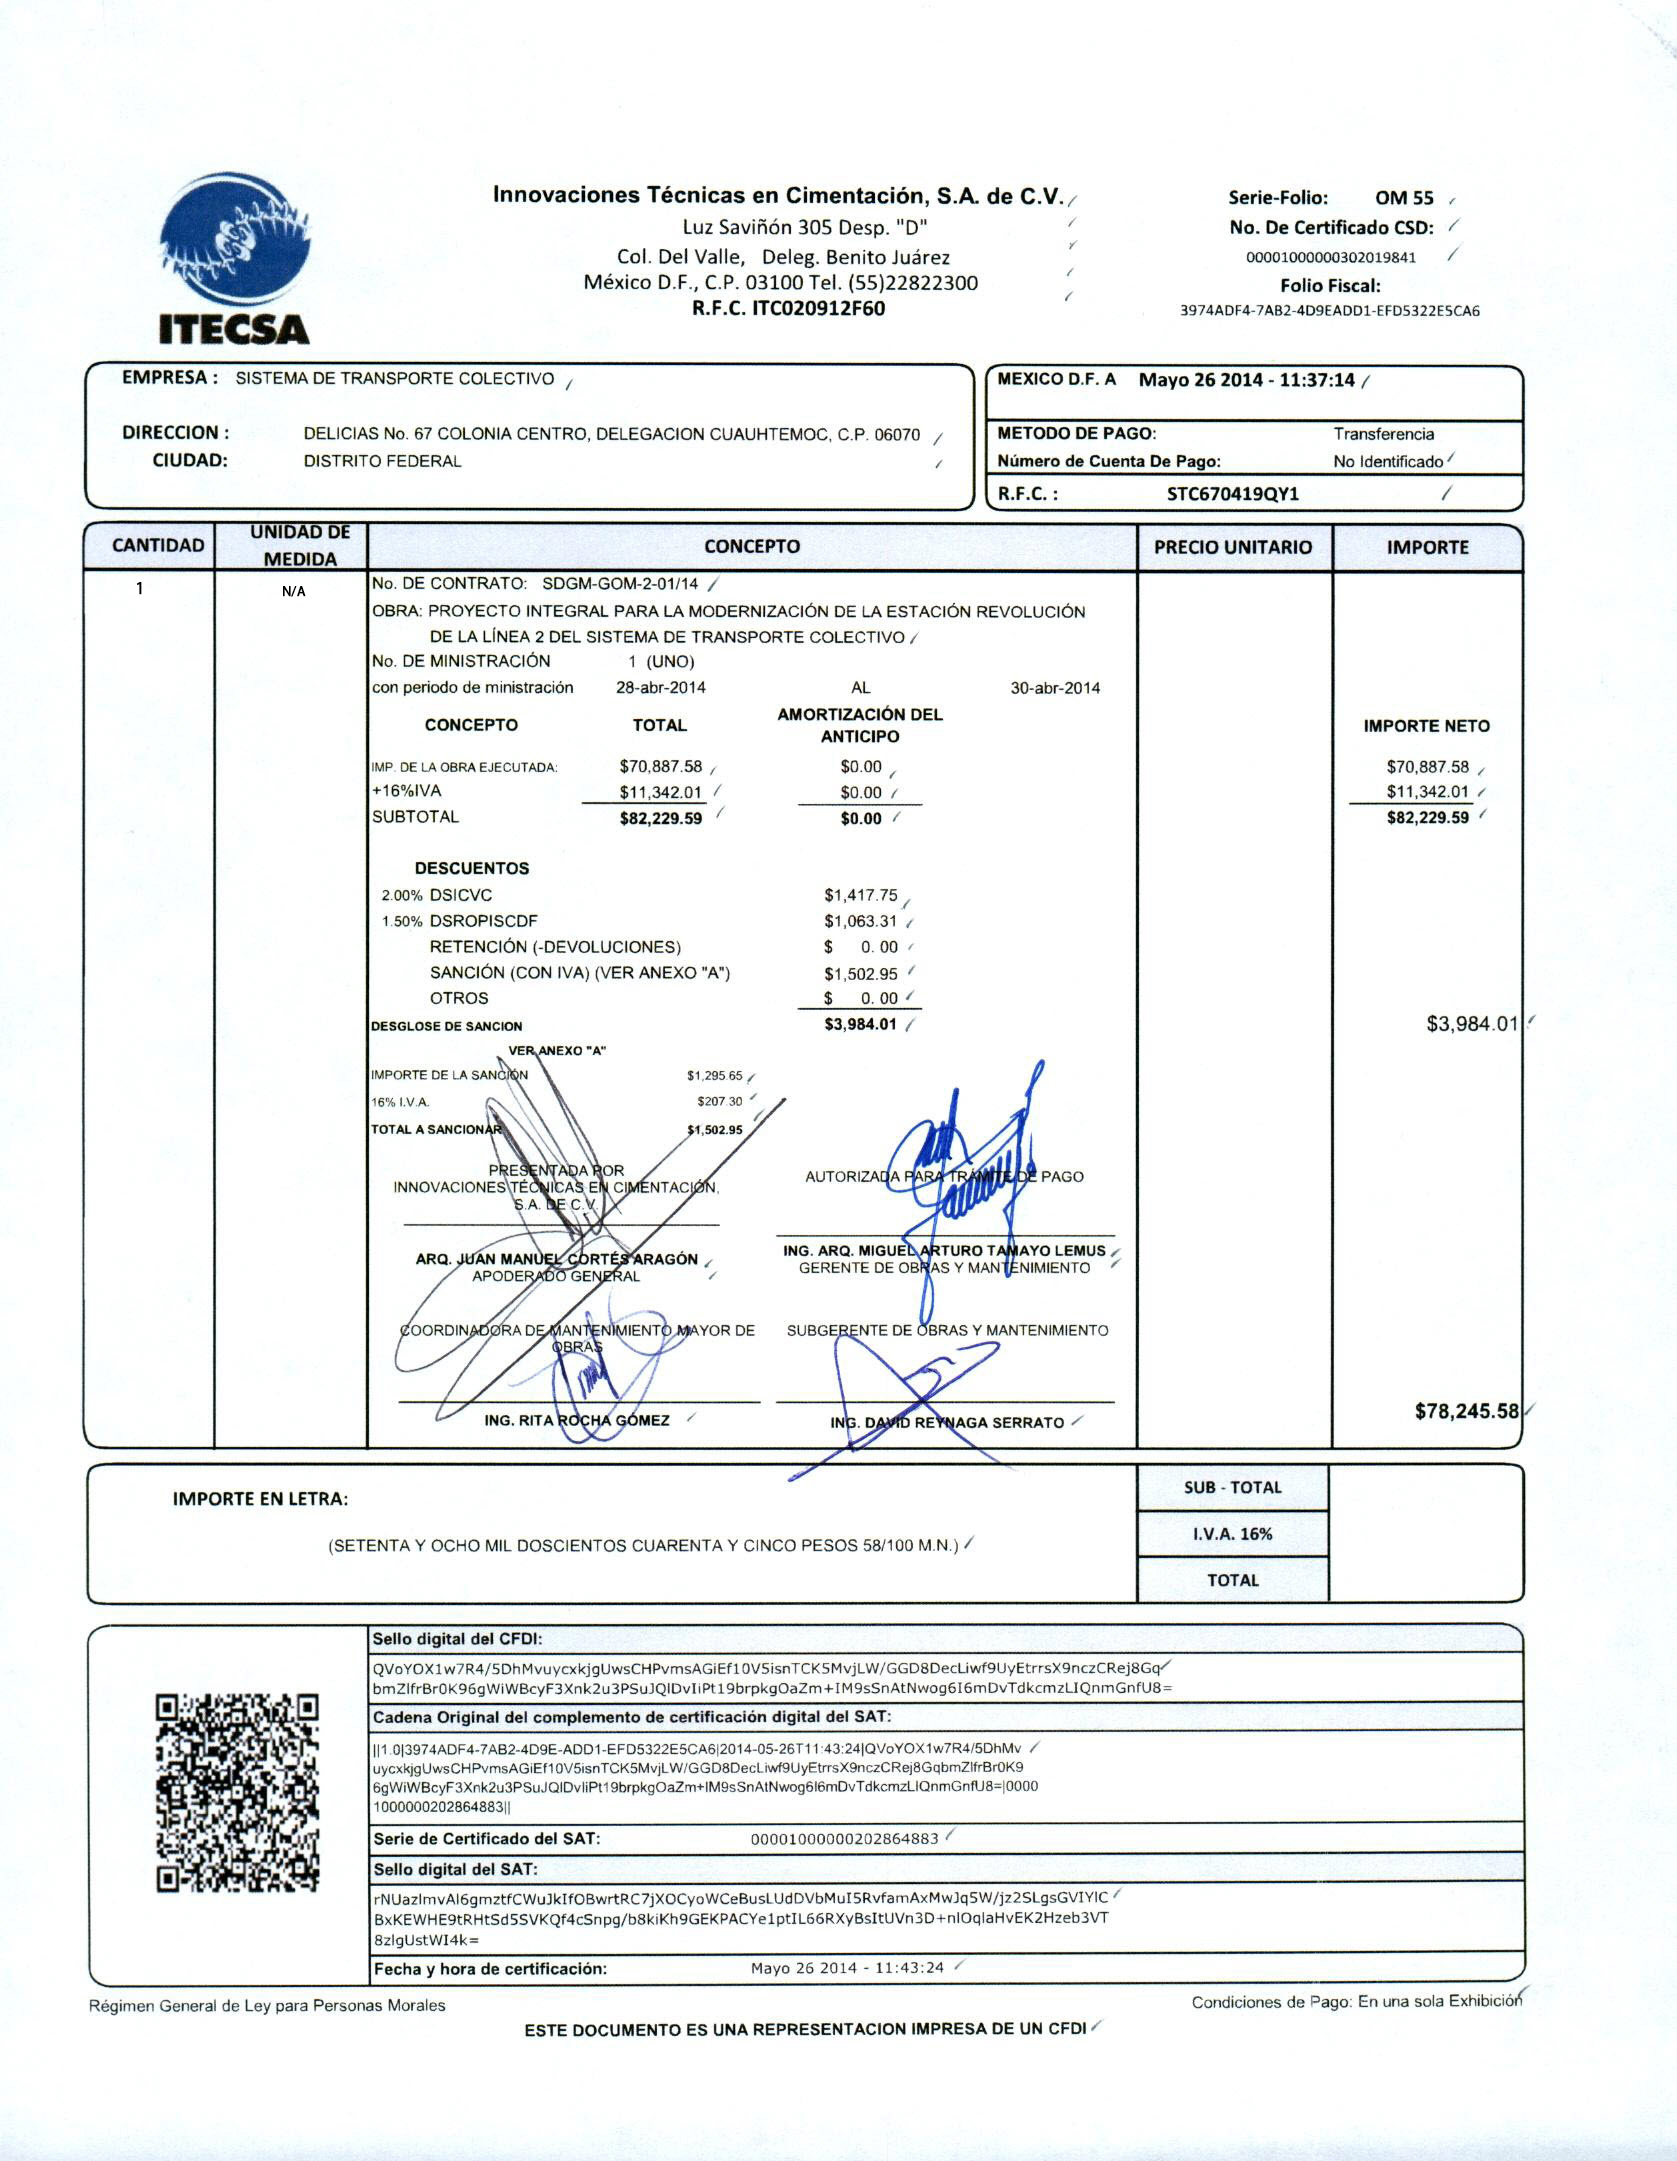 ITECSA
Innovaciones Técnicas en Cimentación, S.A. de C.V.
Luz Saviñón 305 Desp. "D"
Col. Del Valle, Deleg. Benito Juárez
México D.F., C.P. 03100 Tel. (55)22822300
R.F.C. ITC020912F60
Serie-Folio: OM 55
No. De Certificado CSD:
00001000000302019841
Folio Fiscal:
3974ADF4-7AB2-4D9EADD1-EFD5322E5CA6
EMPRESA : SISTEMA DE TRANSPORTE COLECTIVO
DIRECCION : DELICIAS No. 67 COLONIA CENTRO, DELEGACION CUAUHTEMOC, C.P. 06070
CIUDAD: DISTRITO FEDERAL
MEXICO D.F. A Mayo 26 2014 - 11:37:14
METODO DE PAGO: Transferencia
Número de Cuenta De Pago: No Identificado
R.F.C. : STC670419QY1
CANTIDAD UNIDAD DE MEDIDA CONCEPTO PRECIO UNITARIO IMPORTE
1 N/A No. DE CONTRATO: SDGM-GOM-2-01/14
OBRA: PROYECTO INTEGRAL PARA LA MODERNIZACIÓN DE LA ESTACIÓN REVOLUCIÓN
DE LA LÍNEA 2 DEL SISTEMA DE TRANSPORTE COLECTIVO
No. DE MINISTRACIÓN 1 (UNO)
con periodo de ministración 28-abr-2014 AL 30-abr-2014
CONCEPTO TOTAL AMORTIZACIÓN DEL ANTICIPO IMPORTE NETO
IMP. DE LA OBRA EJECUTADA: $70,887.58 $0.00 $70,887.58
+16%IVA $11,342.01 $0.00 $11,342.01
SUBTOTAL $82,229.59 $0.00 $82,229.59
DESCUENTOS
2.00% DSICVC $1,417.75
1.50% DSROPISCDF $1,063.31
RETENCIÓN (-DEVOLUCIONES) $ 0. 00
SANCIÓN (CON IVA) (VER ANEXO "A") $1,502.95
OTROS $ 0. 00
DESGLOSE DE SANCION $3,984.01 $3,984.01
VER ANEXO "A"
IMPORTE DE LA SANCIÓN $1,295.65
16% I.V.A. $207.30
TOTAL A SANCIONAR $1,502.95
PRESENTADA POR
INNOVACIONES TÉCNICAS EN CIMENTACIÓN,
S.A. DE C.V.
AUTORIZADA PARA TRÁMITE DE PAGO
ARQ. JUAN MANUEL CORTÉS ARAGÓN
APODERADO GENERAL
ING. ARQ. MIGUEL ARTURO TAMAYO LEMUS
GERENTE DE OBRAS Y MANTENIMIENTO
COORDINADORA DE MANTENIMIENTO MAYOR DE
OBRAS
SUBGERENTE DE OBRAS Y MANTENIMIENTO
ING. RITA ROCHA GÓMEZ
ING. DAVID REYNAGA SERRATO
$78,245.58
IMPORTE EN LETRA:
(SETENTA Y OCHO MIL DOSCIENTOS CUARENTA Y CINCO PESOS 58/100 M.N.)
SUB - TOTAL
I.V.A. 16%
TOTAL
Sello digital del CFDI:
QVoYOX1w7R4/5DhMvuycxkjgUwsCHPvmsAGiEf10V5isnTCK5MvjLW/GGD8DecLiwf9UyEtrrsX9nczCRej8Gq
bmZlfrBr0K96gWiWBcyF3Xnk2u3PSuJQlDvIiPt19brpkgOaZm+IM9sSnAtNwog6I6mDvTdkcmzLIQnmGnfU8=
Cadena Original del complemento de certificación digital del SAT:
||1.0|3974ADF4-7AB2-4D9E-ADD1-EFD5322E5CA6|2014-05-26T11:43:24|QVoYOX1w7R4/5DhMv
uycxkjgUwsCHPvmsAGiEf10V5isnTCK5MvjLW/GGD8DecLiwf9UyEtrrsX9nczCRej8GqbmZlfrBr0K9
6gWiWBcyF3Xnk2u3PSuJQlDvIiPt19brpkgOaZm+IM9sSnAtNwog6I6mDvTdkcmzLIQnmGnfU8=|0000
1000000202864883||
Serie de Certificado del SAT: 00001000000202864883
Sello digital del SAT:
rNUazImvAl6gmztfCWuJkIfOBwrtRC7jXOCyoWCeBusLUdDVbMuI5RvfamAxMwJq5W/jz2SLgsGVIYIC
BxKEWHE9tRHtSd5SVKQf4cSnpg/b8kiKh9GEKPACYe1ptIL66RXyBsItUVn3D+nlOqlaHvEK2Hzeb3VT
8zlgUstWI4k=
Fecha y hora de certificación: Mayo 26 2014 - 11:43:24
Régimen General de Ley para Personas Morales
Condiciones de Pago: En una sola Exhibición
ESTE DOCUMENTO ES UNA REPRESENTACION IMPRESA DE UN CFDI